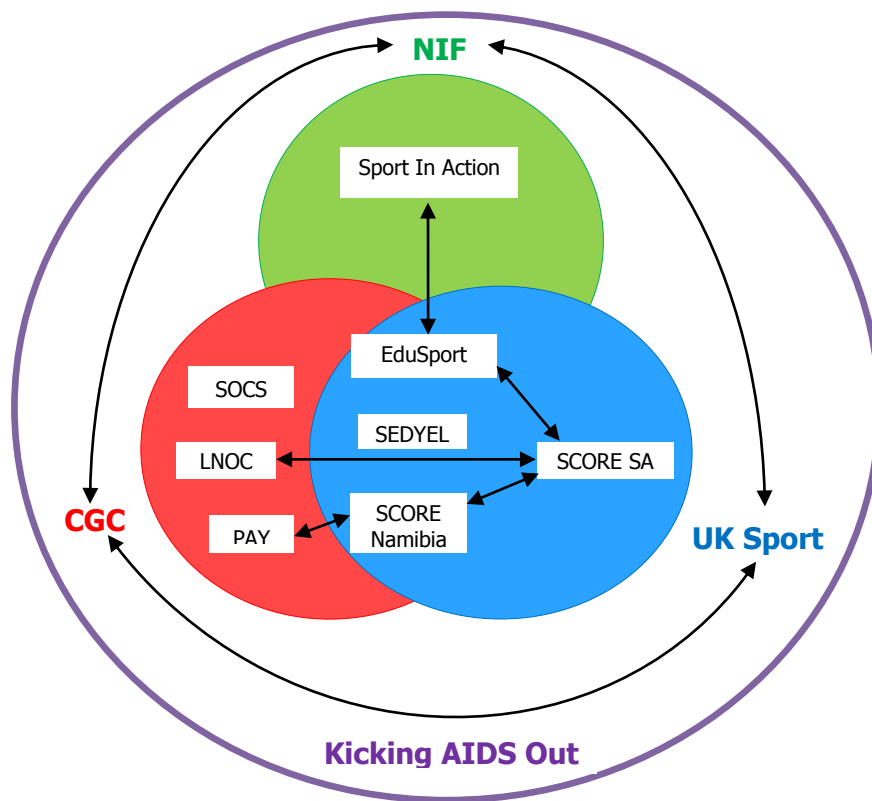 NIF
Sport In Action
EduSport
SOCS
SEDYEL
LNOC
SCORE SA
SCORE
Namibia
PAY
CGC
UK Sport
Kicking AIDS Out